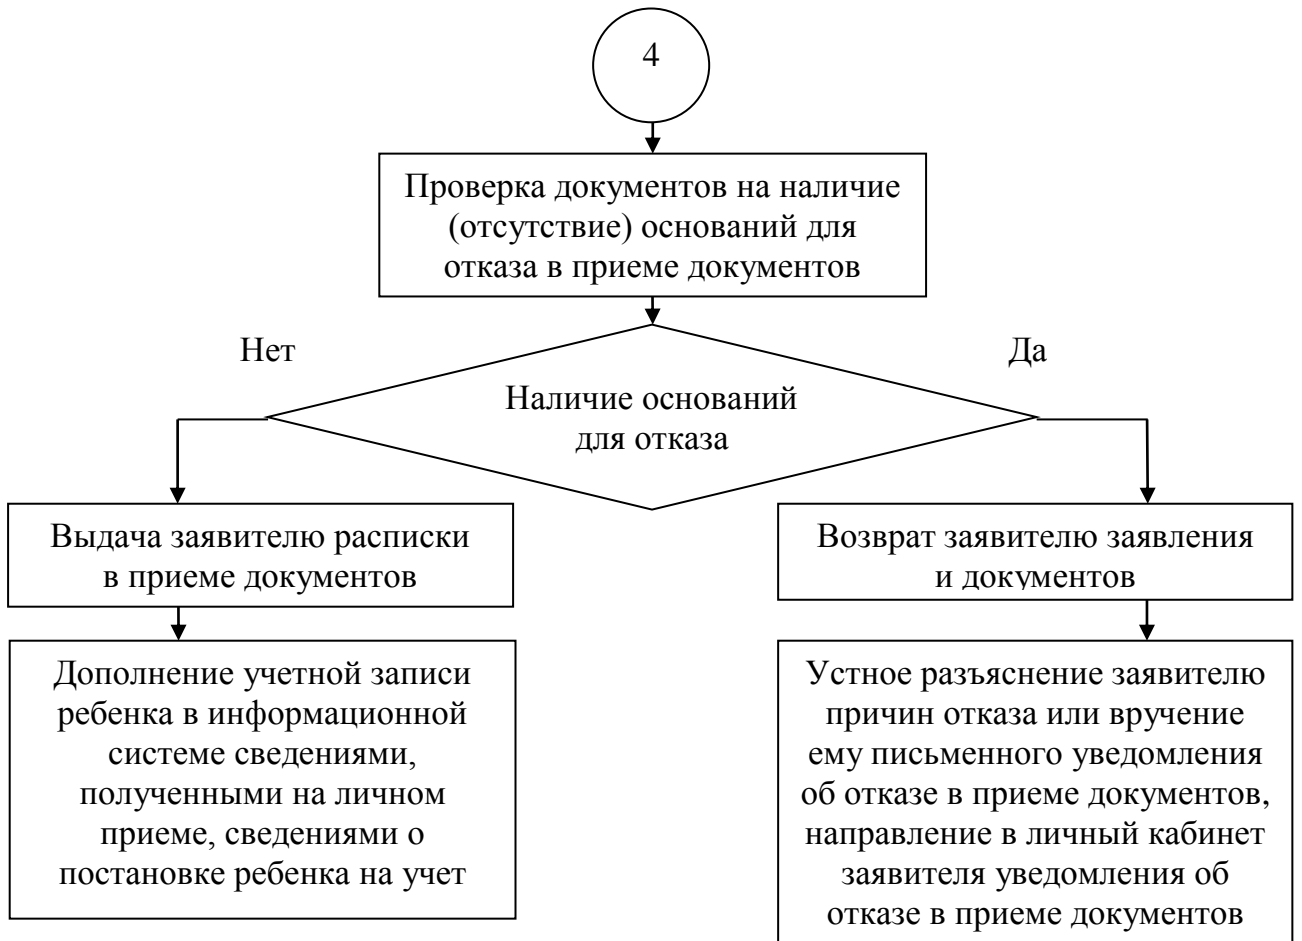 4
Проверка документов на наличие
(отсутствие) оснований для
отказа в приеме документов
Нет
Да
Наличие оснований
для отказа
Выдача заявителю расписки
в приеме документов
Возврат заявителю заявления
и документов
Дополнение учетной записи
ребенка в информационной
системе сведениями,
полученными на личном
приеме, сведениями о
постановке ребенка на учет
Устное разъяснение заявителю
причин отказа или вручение
ему письменного уведомления
об отказе в приеме документов,
направление в личный кабинет
заявителя уведомления об
отказе в приеме документов